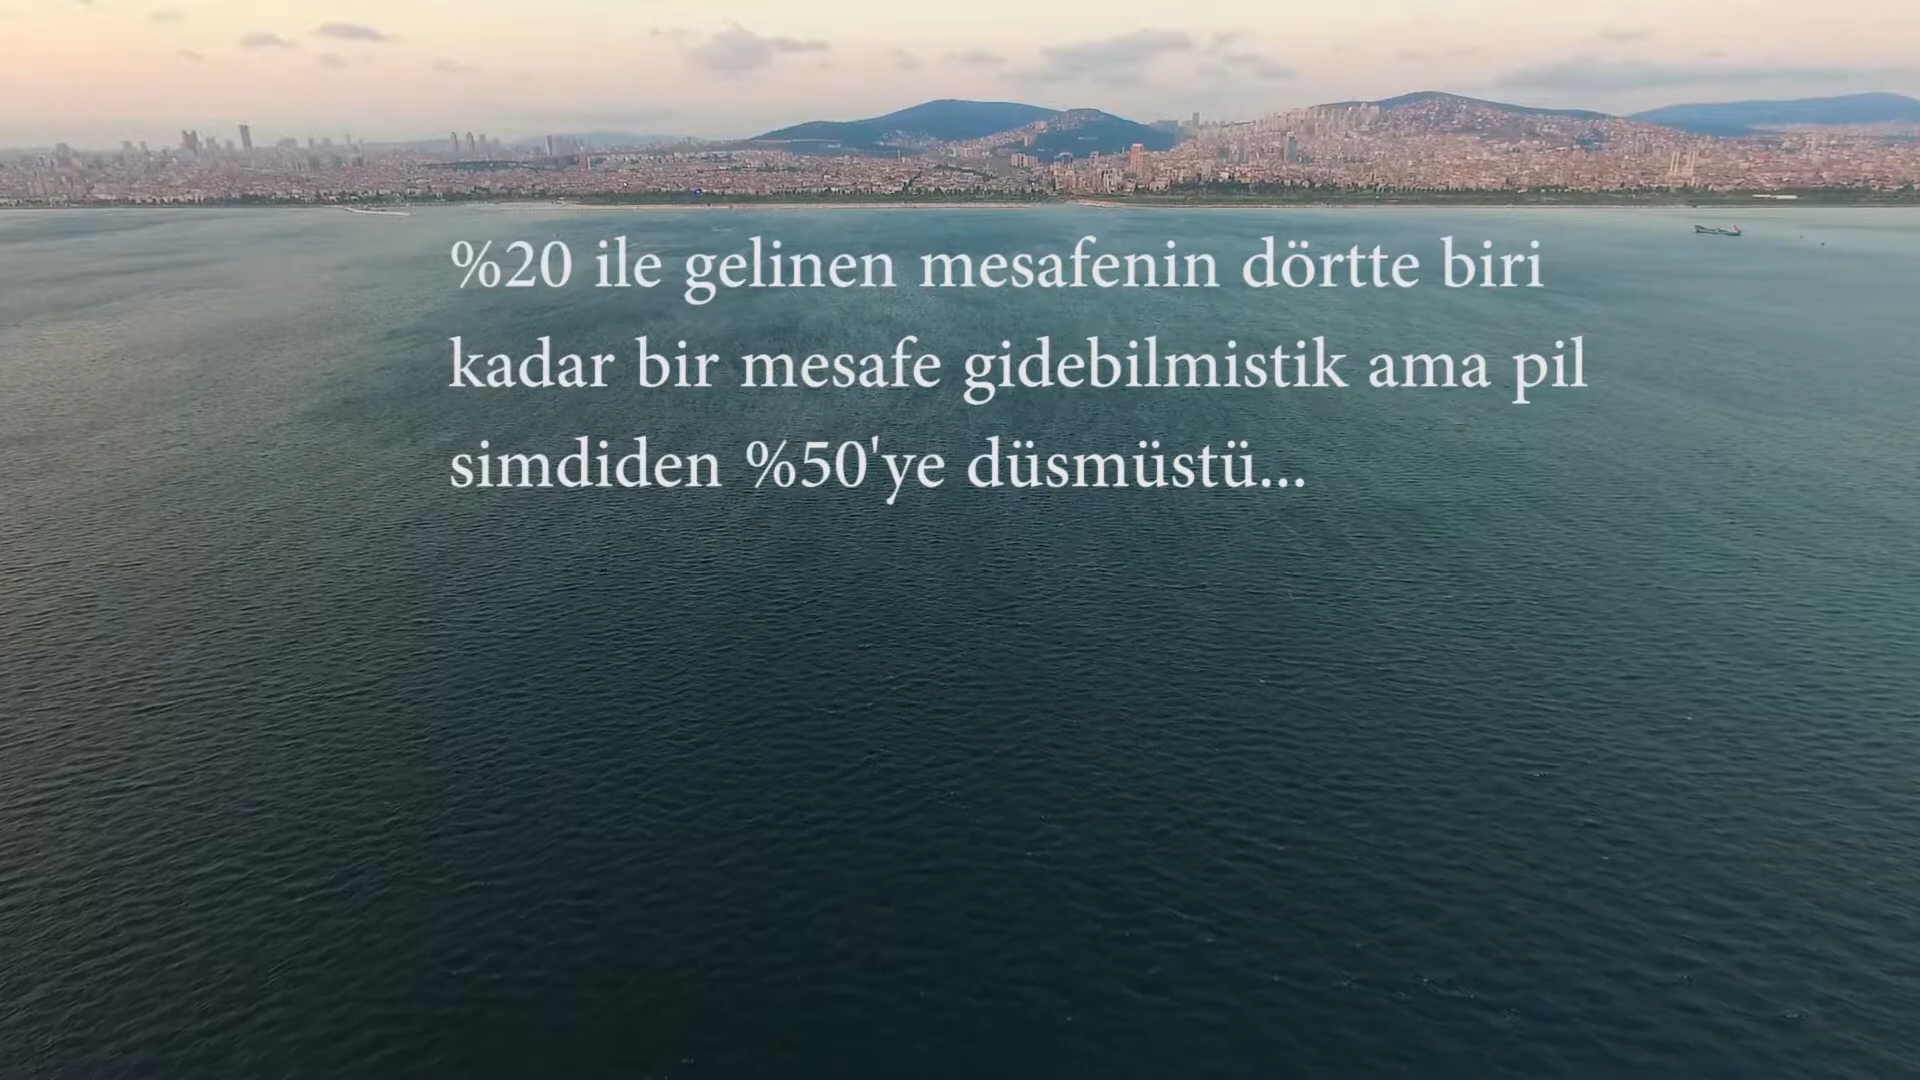 %20 ile gelinen mesafenin dörtte biri
kadar bir mesafe gidebilmistik ama pil
simdiden %50'ye düsmüstü...